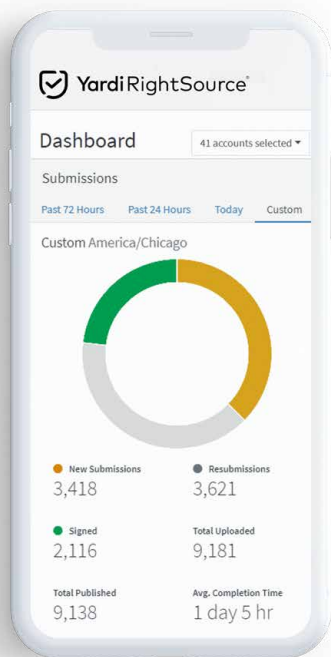 YardiRightSource®
Dashboard
41 accounts selected
Submissions
Past 72 Hours Past 24 Hours Today Custom
Custom America/Chicago
New Submissions Resubmissions
3,418 3,621
Signed Total Uploaded
2,116 9,181
Total Published Avg. Completion Time
9,138 1 day 5 hr